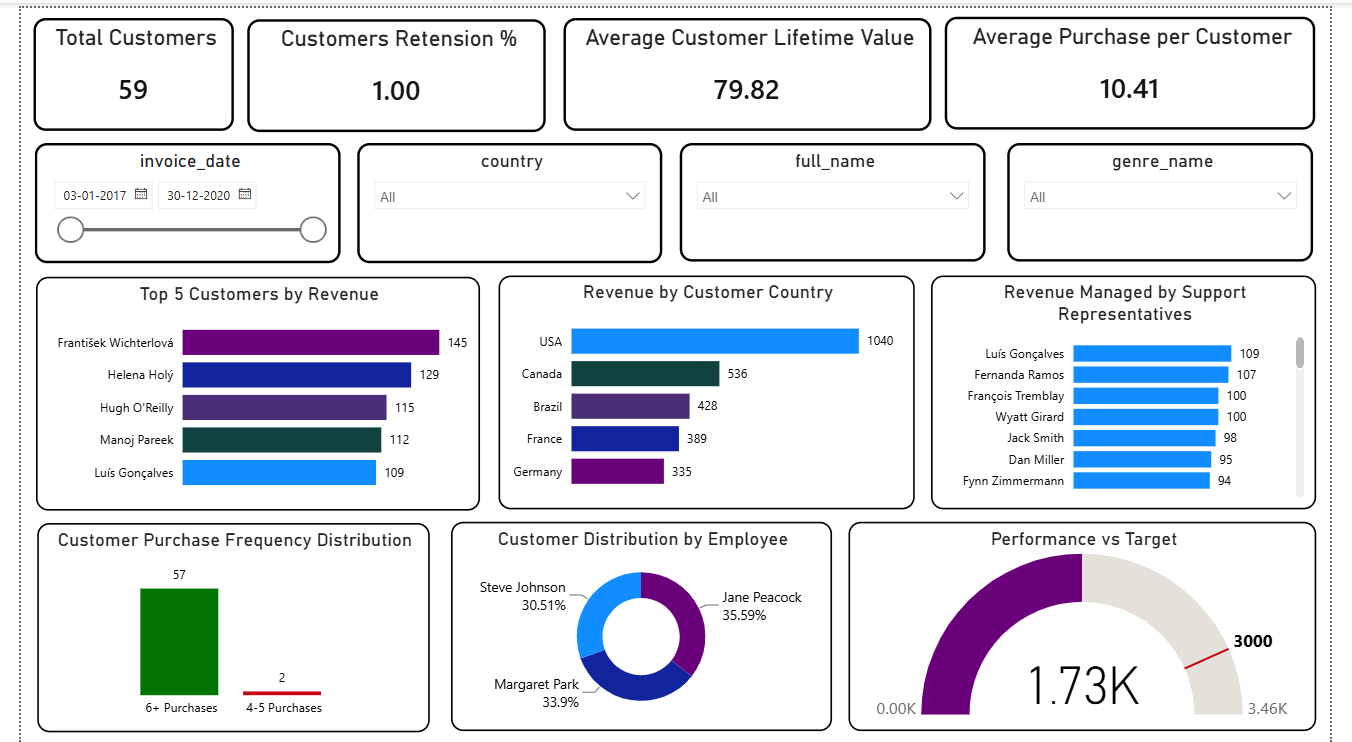 Total Customers
59
Customers Retension %
1.00
Average Customer Lifetime Value
79.82
Average Purchase per Customer
10.41
invoice_date
03-01-2017 30-12-2020
country
All
full_name
All
genre_name
All
Top 5 Customers by Revenue
František Wichterlová 145
Helena Holý 129
Hugh O'Reilly 115
Manoj Pareek 112
Luís Gonçalves 109
Revenue by Customer Country
USA 1040
Canada 536
Brazil 428
France 389
Germany 335
Revenue Managed by Support
Representatives
Luís Gonçalves 109
Fernanda Ramos 107
François Tremblay 100
Wyatt Girard 100
Jack Smith 98
Dan Miller 95
Fynn Zimmermann 94
Customer Purchase Frequency Distribution
57
2
6+ Purchases 4-5 Purchases
Customer Distribution by Employee
Steve Johnson
30.51%
Jane Peacock
35.59%
Margaret Park
33.9%
Performance vs Target
3000
1.73K
0.00K 3.46K